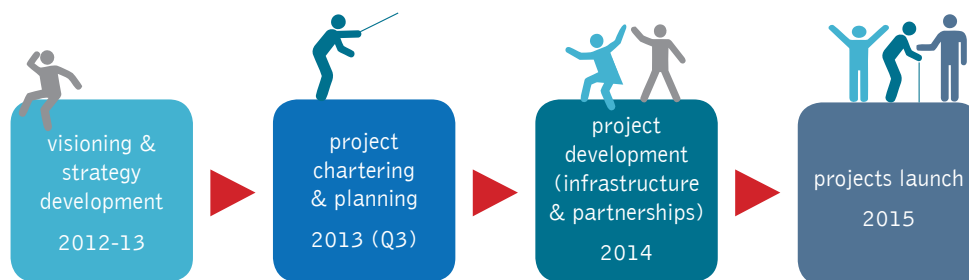 visioning &
strategy
development
2012-13
project
chartering
& planning
2013 (Q3)
project
development
(infrastructure
& partnerships)
2014
projects launch
2015